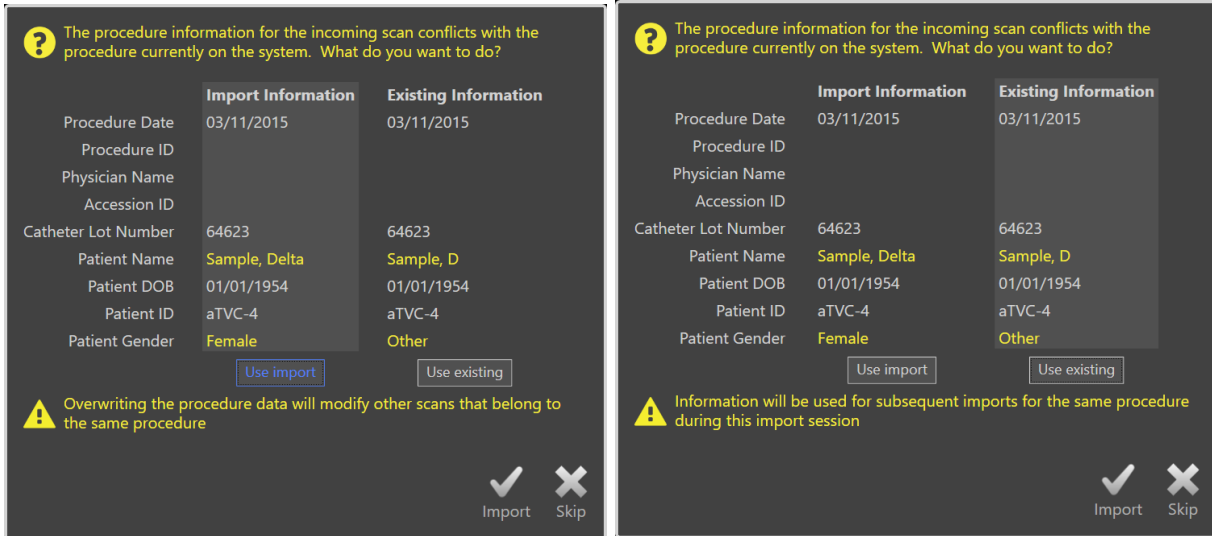 The procedure information for the incoming scan conflicts with the
procedure currently on the system.  What do you want to do?
Import Information Existing Information
Procedure Date 03/11/2015 03/11/2015
Procedure ID
Physician Name
Accession ID
Catheter Lot Number 64623 64623
Patient Name Sample, Delta Sample, D
Patient DOB 01/01/1954 01/01/1954
Patient ID aTVC-4 aTVC-4
Patient Gender Female Other
Use import Use existing
Overwriting the procedure data will modify other scans that belong to
the same procedure
Import Skip
The procedure information for the incoming scan conflicts with the
procedure currently on the system.  What do you want to do?
Import Information Existing Information
Procedure Date 03/11/2015 03/11/2015
Procedure ID
Physician Name
Accession ID
Catheter Lot Number 64623 64623
Patient Name Sample, Delta Sample, D
Patient DOB 01/01/1954 01/01/1954
Patient ID aTVC-4 aTVC-4
Patient Gender Female Other
Use import Use existing
Information will be used for subsequent imports for the same procedure
during this import session
Import Skip